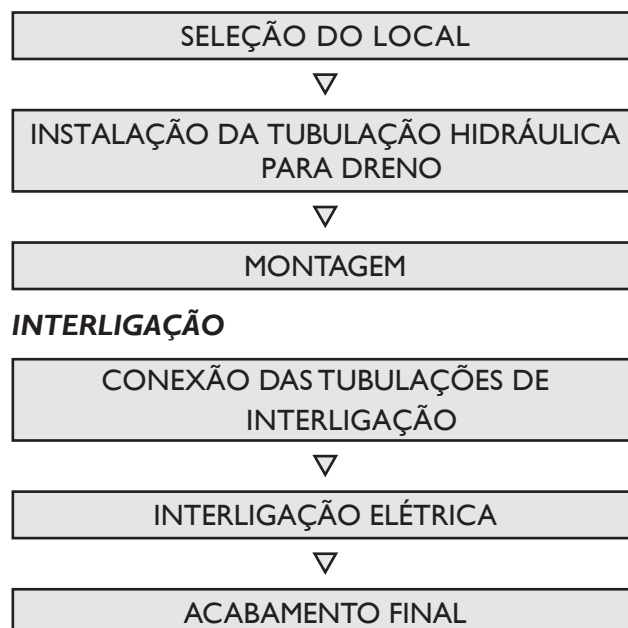 SELEÇÃO DO LOCAL
INSTALAÇÃO DA TUBULAÇÃO HIDRÁULICA
PARA DRENO
MONTAGEM
INTERLIGAÇÃO
CONEXÃO DAS TUBULAÇÕES DE
INTERLIGAÇÃO
INTERLIGAÇÃO ELÉTRICA
ACABAMENTO FINAL